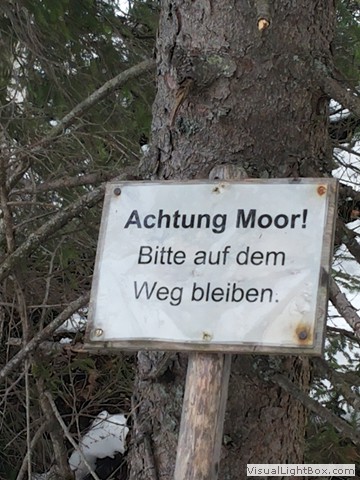 Achtung Moor!
Bitte auf dem
Weg bleiben.
VisualLightBox.com